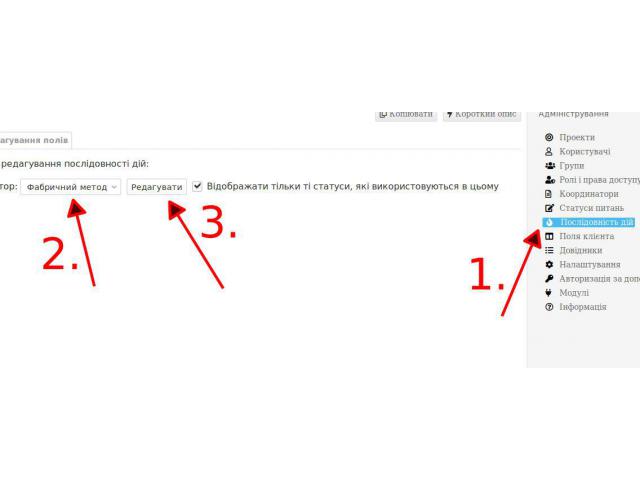 Копіювати Короткий опис
агування полів
редагування послідовності дій:
тор: Фабричний метод Редагувати Відображати тільки ті статуси, які використовуються в цьому
2.
3.
1.
Адміністрування
Проекти
Користувачі
Групи
Ролі і права доступу
Координатори
Статуси питань
Послідовність дій
Поля клієнта
Довідники
Налаштування
Авторизація за допо
Модулі
Інформація